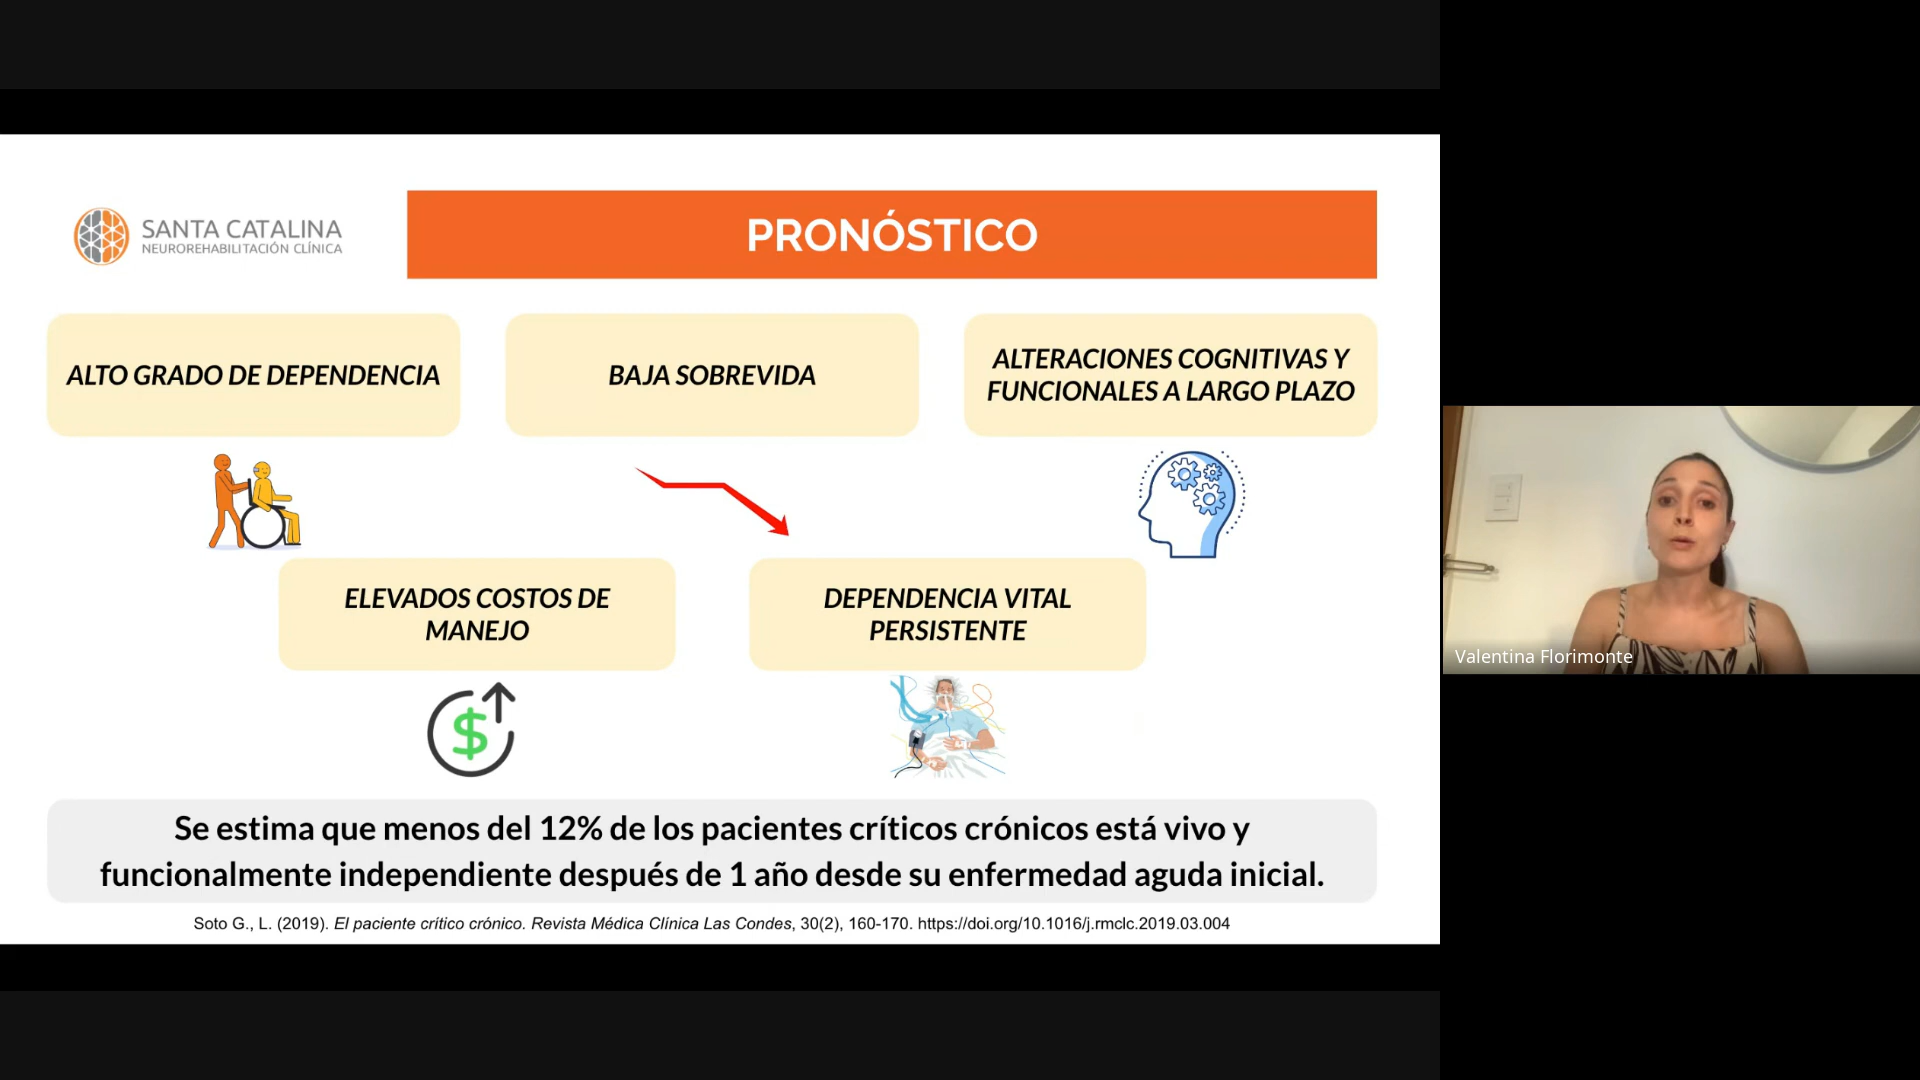 SANTA CATALINA
NEUROREHABILITACIÓN CLÍNICA
PRONÓSTICO
ALTO GRADO DE DEPENDENCIA
BAJA SOBREVIDA
ALTERACIONES COGNITIVAS Y
FUNCIONALES A LARGO PLAZO
ELEVADOS COSTOS DE
MANEJO
DEPENDENCIA VITAL
PERSISTENTE
$
Se estima que menos del 12% de los pacientes críticos crónicos está vivo y
funcionalmente independiente después de 1 año desde su enfermedad aguda inicial.
Soto G., L. (2019). El paciente crítico crónico. Revista Médica Clínica Las Condes, 30(2), 160-170. https://doi.org/10.1016/j.rmclc.2019.03.004
Valentina Florimonte